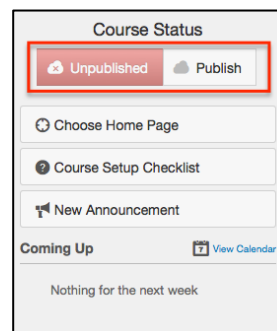 Course Status
Unpublished Publish
Choose Home Page
Course Setup Checklist
New Announcement
Coming Up 7 View Calendar
Nothing for the next week